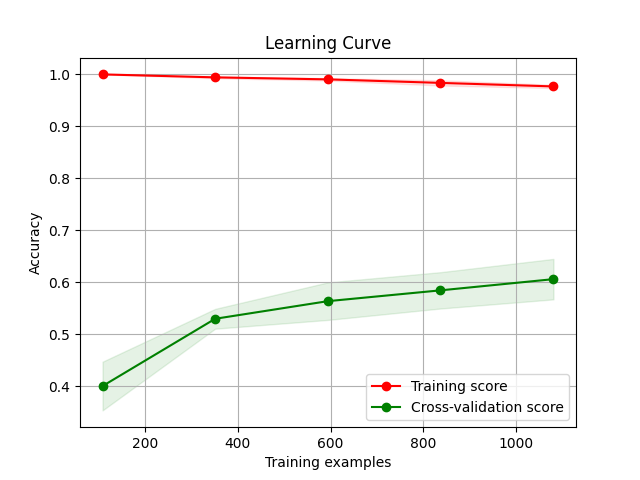 Learning Curve
1.0
0.9
0.8
0.7
0.6
0.5
0.4
Accuracy
200
400
600
800
1000
Training examples
Training score
Cross-validation score